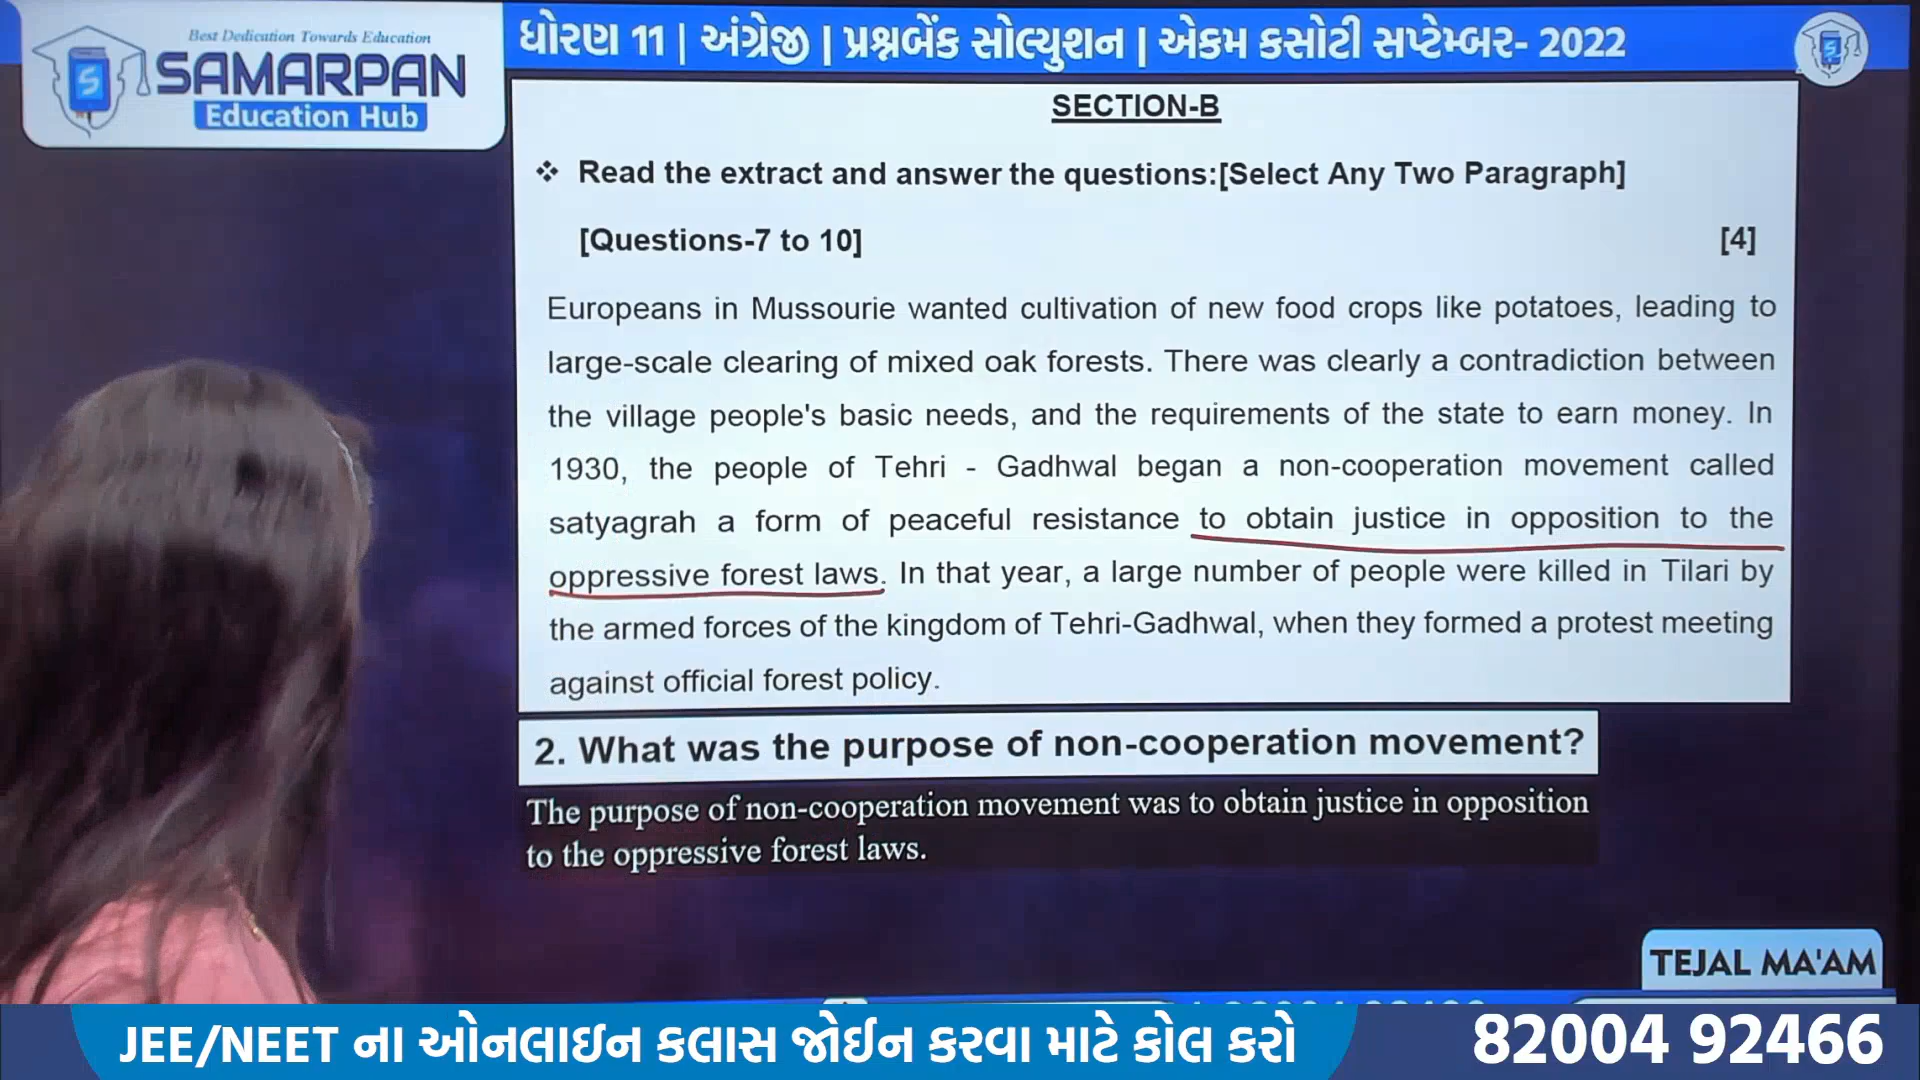 Best Dedication Towards Education
SAMARPAN
Education Hub
ધોરણ 11 | અંગ્રેજી | પ્રશ્નબેંક સોલ્યુશન | એકમ કસોટી સપ્ટેમ્બર- 2022
SECTION-B
❖ Read the extract and answer the questions:[Select Any Two Paragraph]
[Questions-7 to 10] [4]
Europeans in Mussourie wanted cultivation of new food crops like potatoes, leading to
large-scale clearing of mixed oak forests. There was clearly a contradiction between
the village people's basic needs, and the requirements of the state to earn money. In
1930, the people of Tehri - Gadhwal began a non-cooperation movement called
satyagrah a form of peaceful resistance to obtain justice in opposition to the
oppressive forest laws. In that year, a large number of people were killed in Tilari by
the armed forces of the kingdom of Tehri-Gadhwal, when they formed a protest meeting
against official forest policy.
2. What was the purpose of non-cooperation movement?
The purpose of non-cooperation movement was to obtain justice in opposition
to the oppressive forest laws.
TEJAL MA'AM
JEE/NEET ના ઓનલાઇન કલાસ જોઈન કરવા માટે કોલ કરો
82004 92466